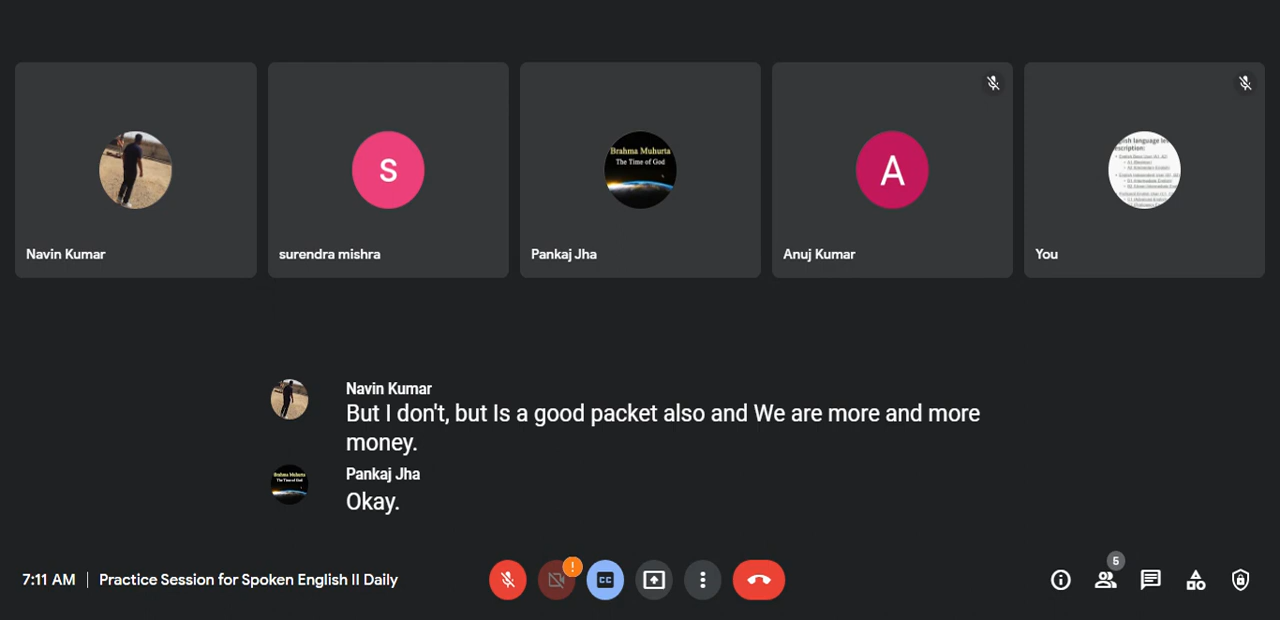 Brahma Muhurta
The Time of God
S
A
Navin Kumar
surendra mishra
Pankaj Jha
Anuj Kumar
You
Navin Kumar
But I don't, but Is a good packet also and We are more and more
money.
Pankaj Jha
Okay.
7:11 AM | Practice Session for Spoken English II Daily
!
CC
5